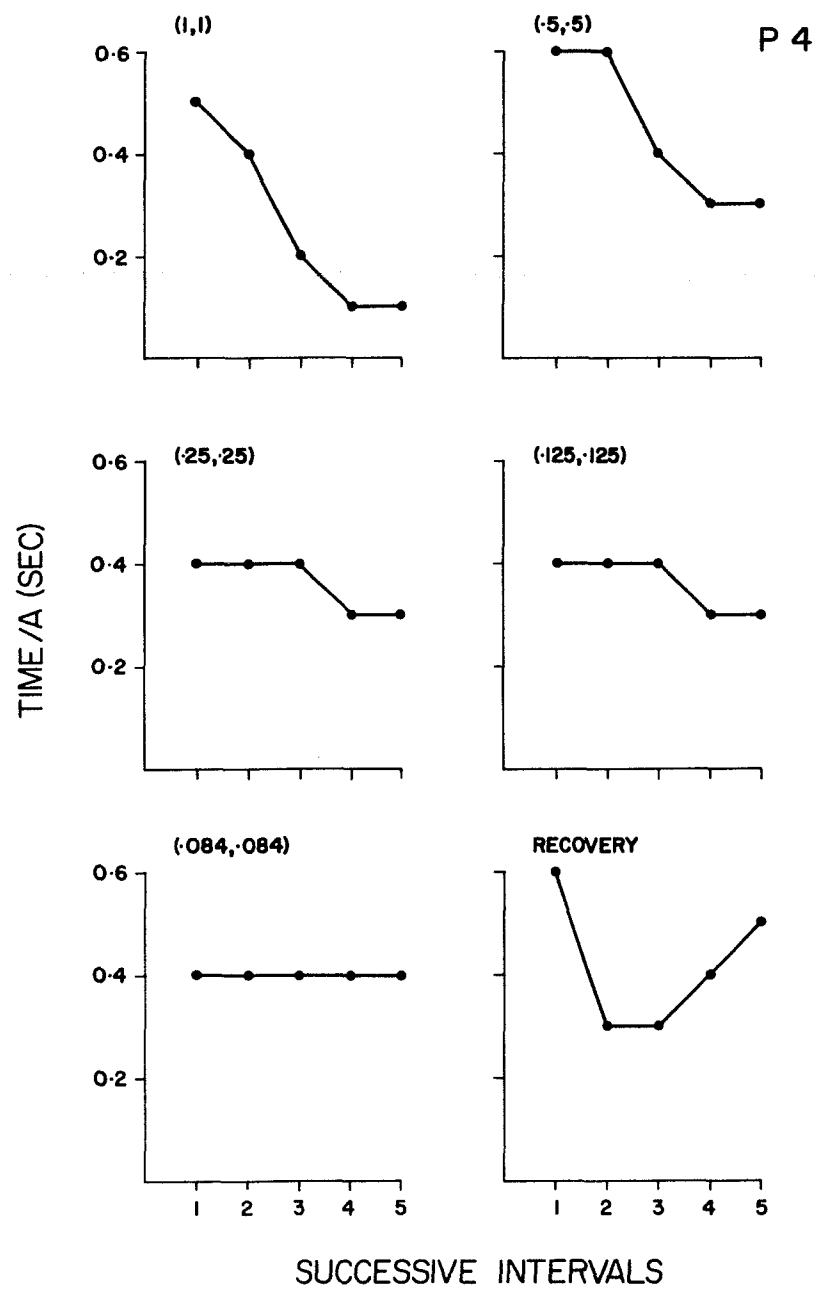 P 4
(1,1)
(·5,·5)
0·6
0·4
0·2
(·25,·25)
(·125,·125)
0·6
0·4
0·2
TIME/A (SEC)
(·084,·084)
RECOVERY
0·6
0·4
0·2
1 2 3 4 5
1 2 3 4 5
SUCCESSIVE INTERVALS